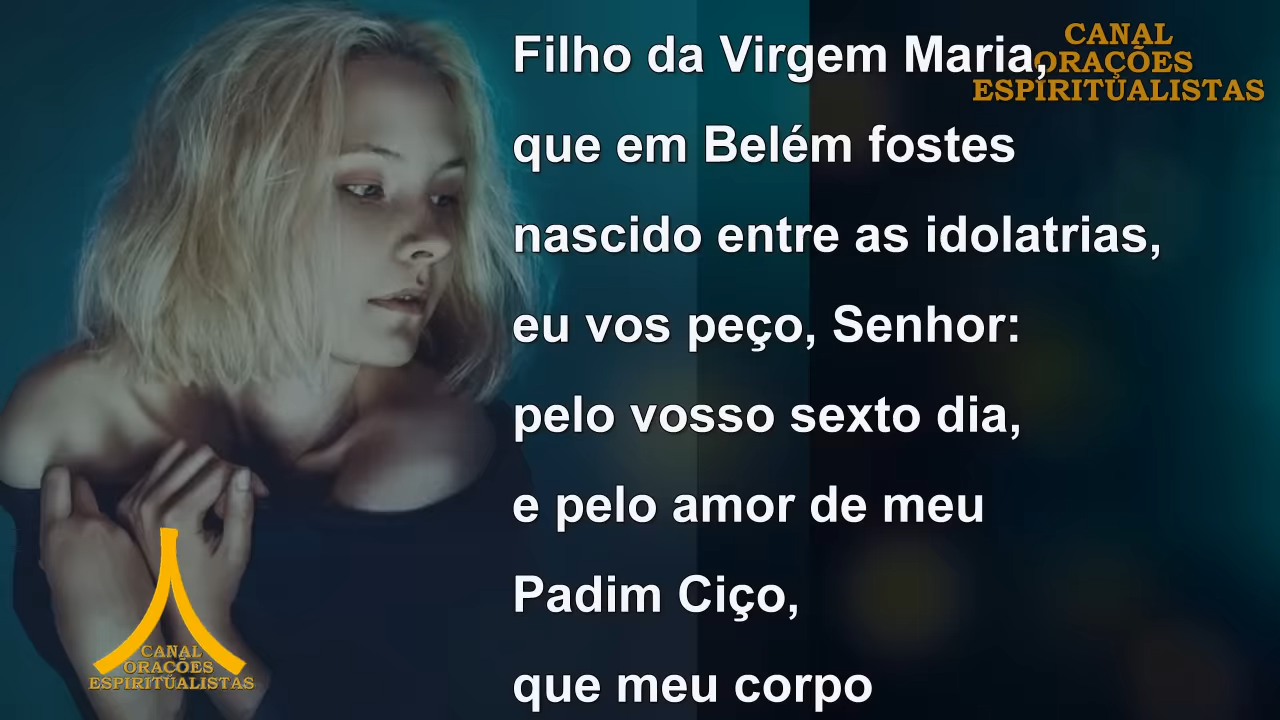 Filho da Virgem Maria,
que em Belém fostes
nascido entre as idolatrias,
eu vos peço, Senhor:
pelo vosso sexto dia,
e pelo amor de meu
Padim Ciço,
que meu corpo
CANAL
ORAÇÕES
ESPIRITUALISTAS
CANAL
ORAÇÕES
ESPIRITUALISTAS